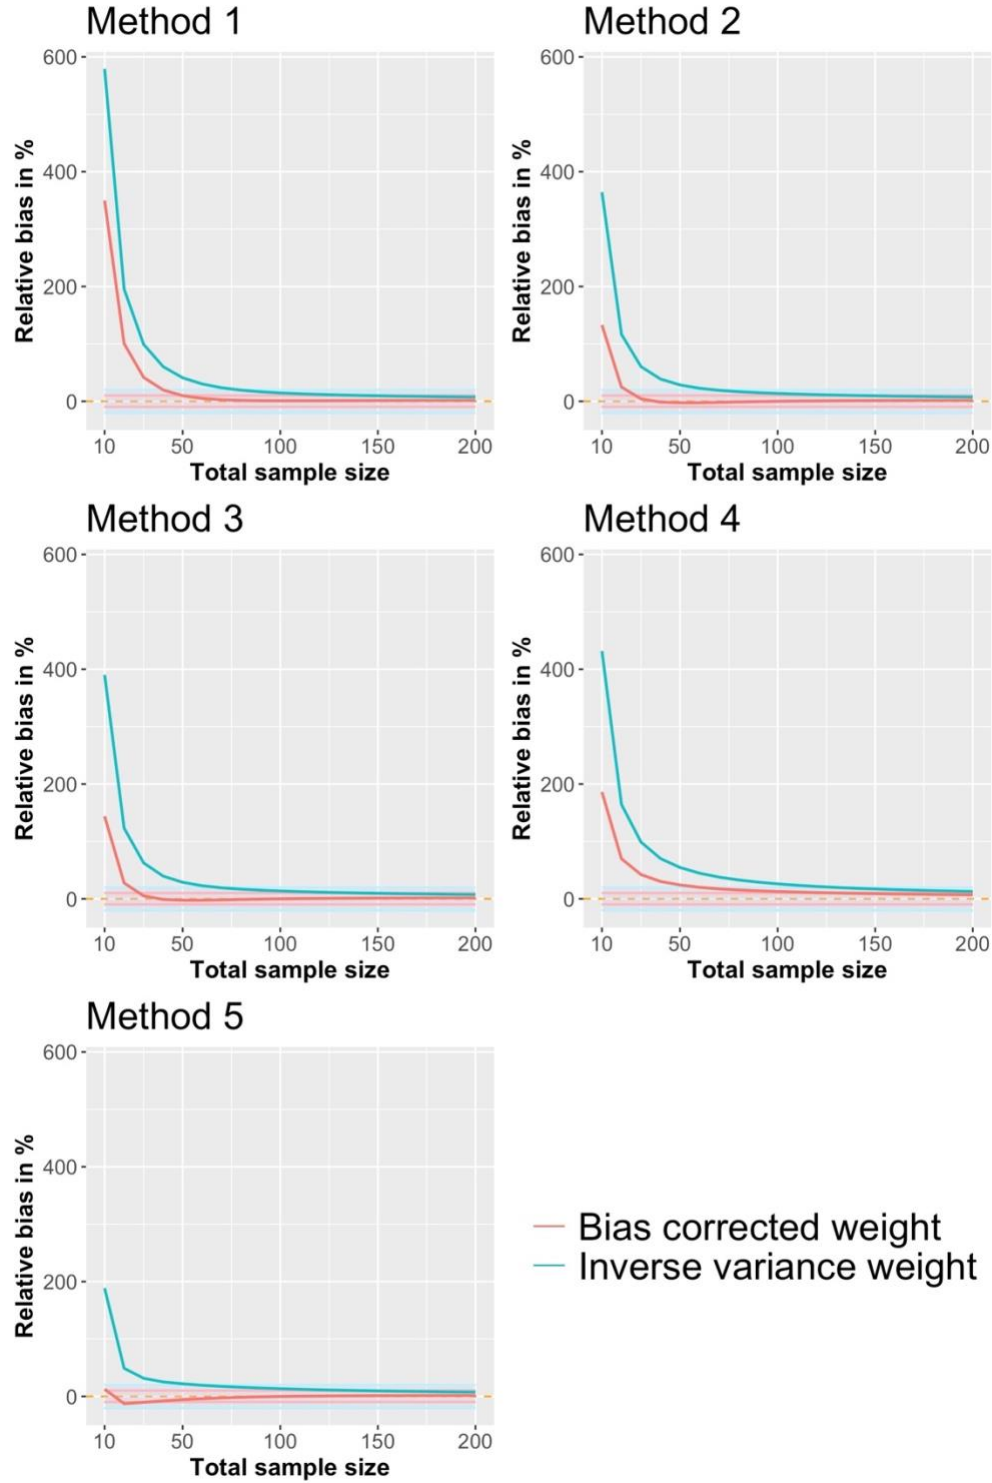 Method 1
600
400
200
0
Relative bias in %
10 50 100 150 200
Total sample size
Method 2
600
400
200
0
Relative bias in %
10 50 100 150 200
Total sample size
Method 3
600
400
200
0
Relative bias in %
10 50 100 150 200
Total sample size
Method 4
600
400
200
0
Relative bias in %
10 50 100 150 200
Total sample size
Method 5
600
400
200
0
Relative bias in %
10 50 100 150 200
Total sample size
Bias corrected weight
Inverse variance weight